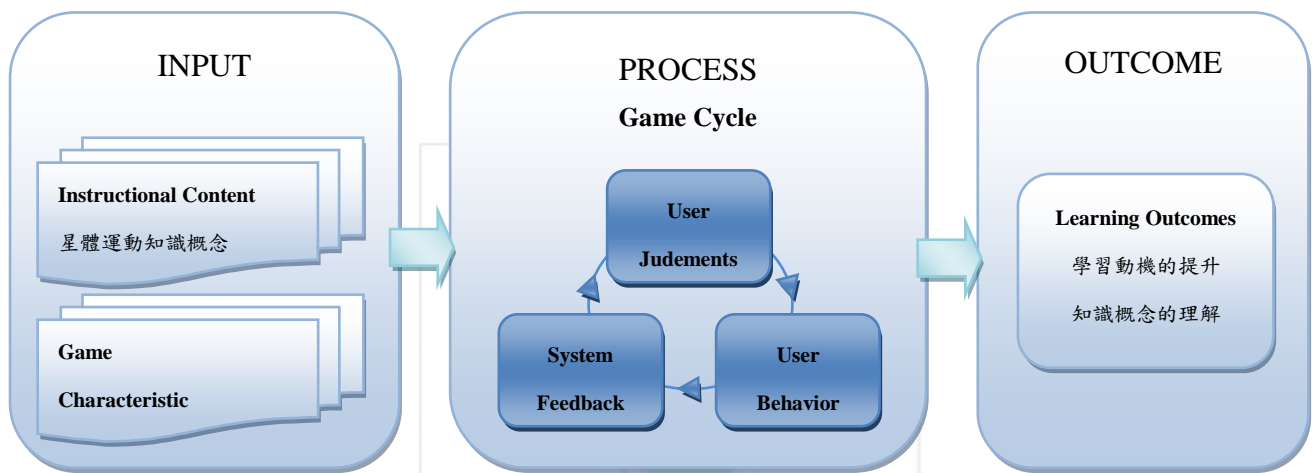 INPUT
Instructional Content
星體運動知識概念
Game
Characteristic
PROCESS
Game Cycle
User
Judements
System
Feedback
User
Behavior
OUTCOME
Learning Outcomes
學習動機的提升
知識概念的理解